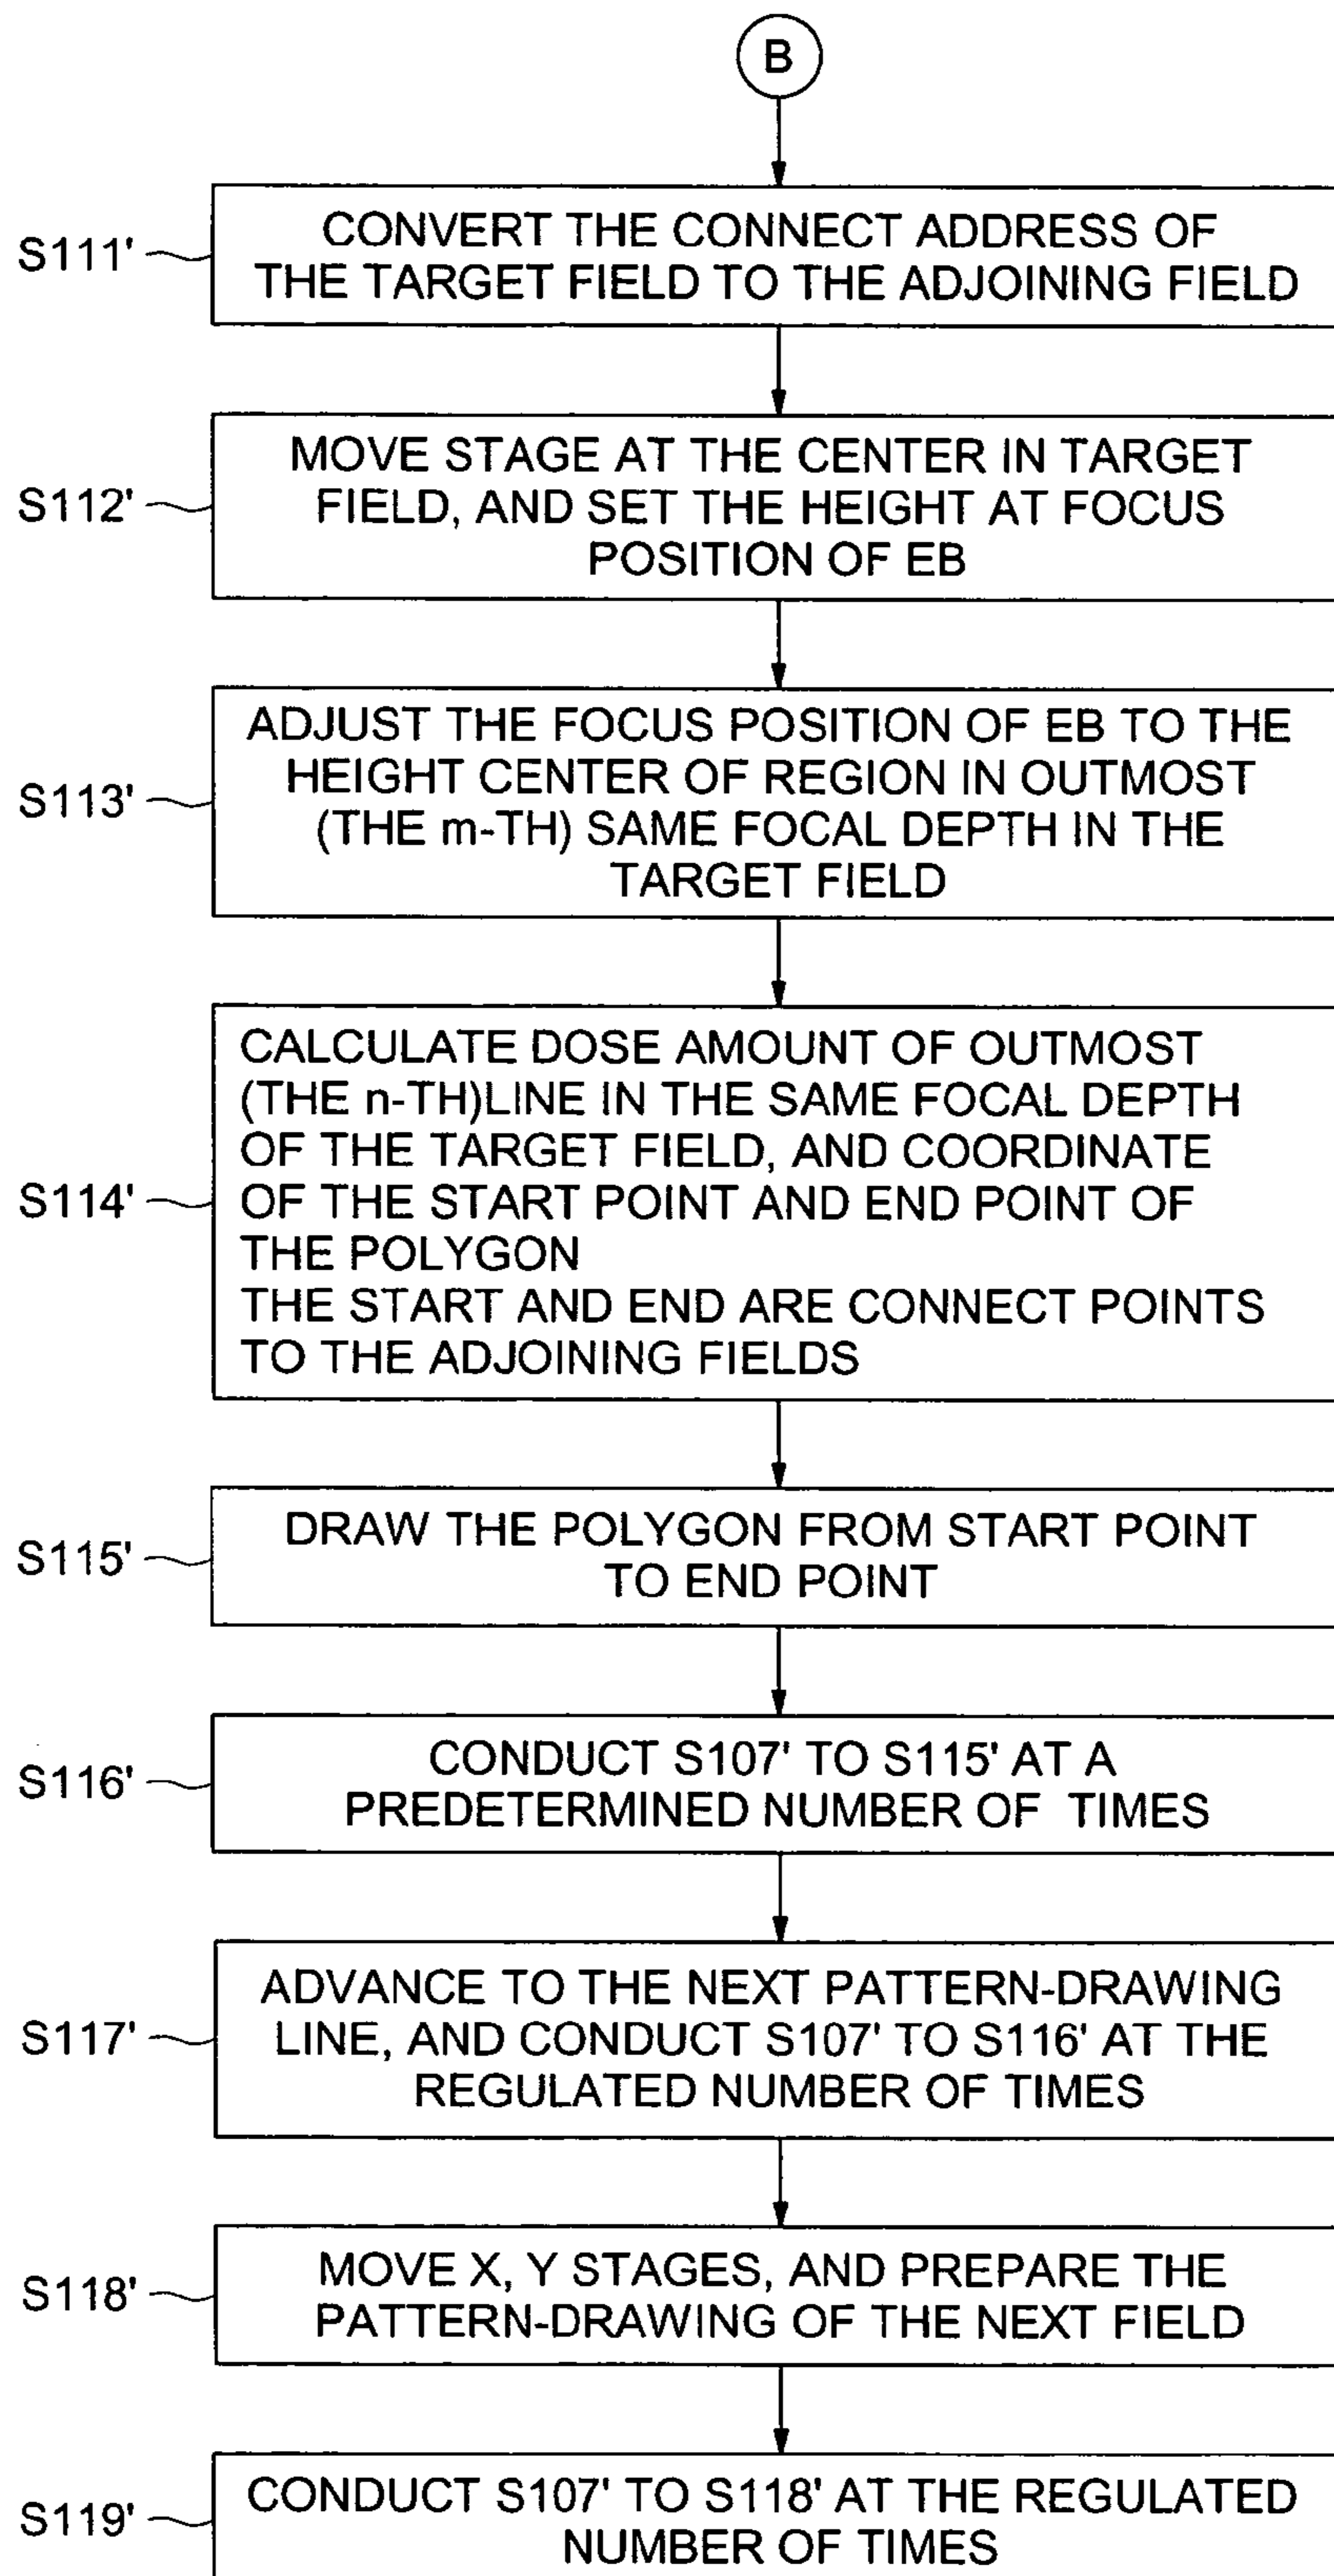 B
S111'
CONVERT THE CONNECT ADDRESS OF
THE TARGET FIELD TO THE ADJOINING FIELD
S112'
MOVE STAGE AT THE CENTER IN TARGET
FIELD, AND SET THE HEIGHT AT FOCUS
POSITION OF EB
S113'
ADJUST THE FOCUS POSITION OF EB TO THE
HEIGHT CENTER OF REGION IN OUTMOST
(THE m-TH) SAME FOCAL DEPTH IN THE
TARGET FIELD
S114'
CALCULATE DOSE AMOUNT OF OUTMOST
(THE n-TH)LINE IN THE SAME FOCAL DEPTH
OF THE TARGET FIELD, AND COORDINATE
OF THE START POINT AND END POINT OF
THE POLYGON
THE START AND END ARE CONNECT POINTS
TO THE ADJOINING FIELDS
S115'
DRAW THE POLYGON FROM START POINT
TO END POINT
S116'
CONDUCT S107' TO S115' AT A
PREDETERMINED NUMBER OF TIMES
S117'
ADVANCE TO THE NEXT PATTERN-DRAWING
LINE, AND CONDUCT S107' TO S116' AT THE
REGULATED NUMBER OF TIMES
S118'
MOVE X, Y STAGES, AND PREPARE THE
PATTERN-DRAWING OF THE NEXT FIELD
S119'
CONDUCT S107' TO S118' AT THE REGULATED
NUMBER OF TIMES